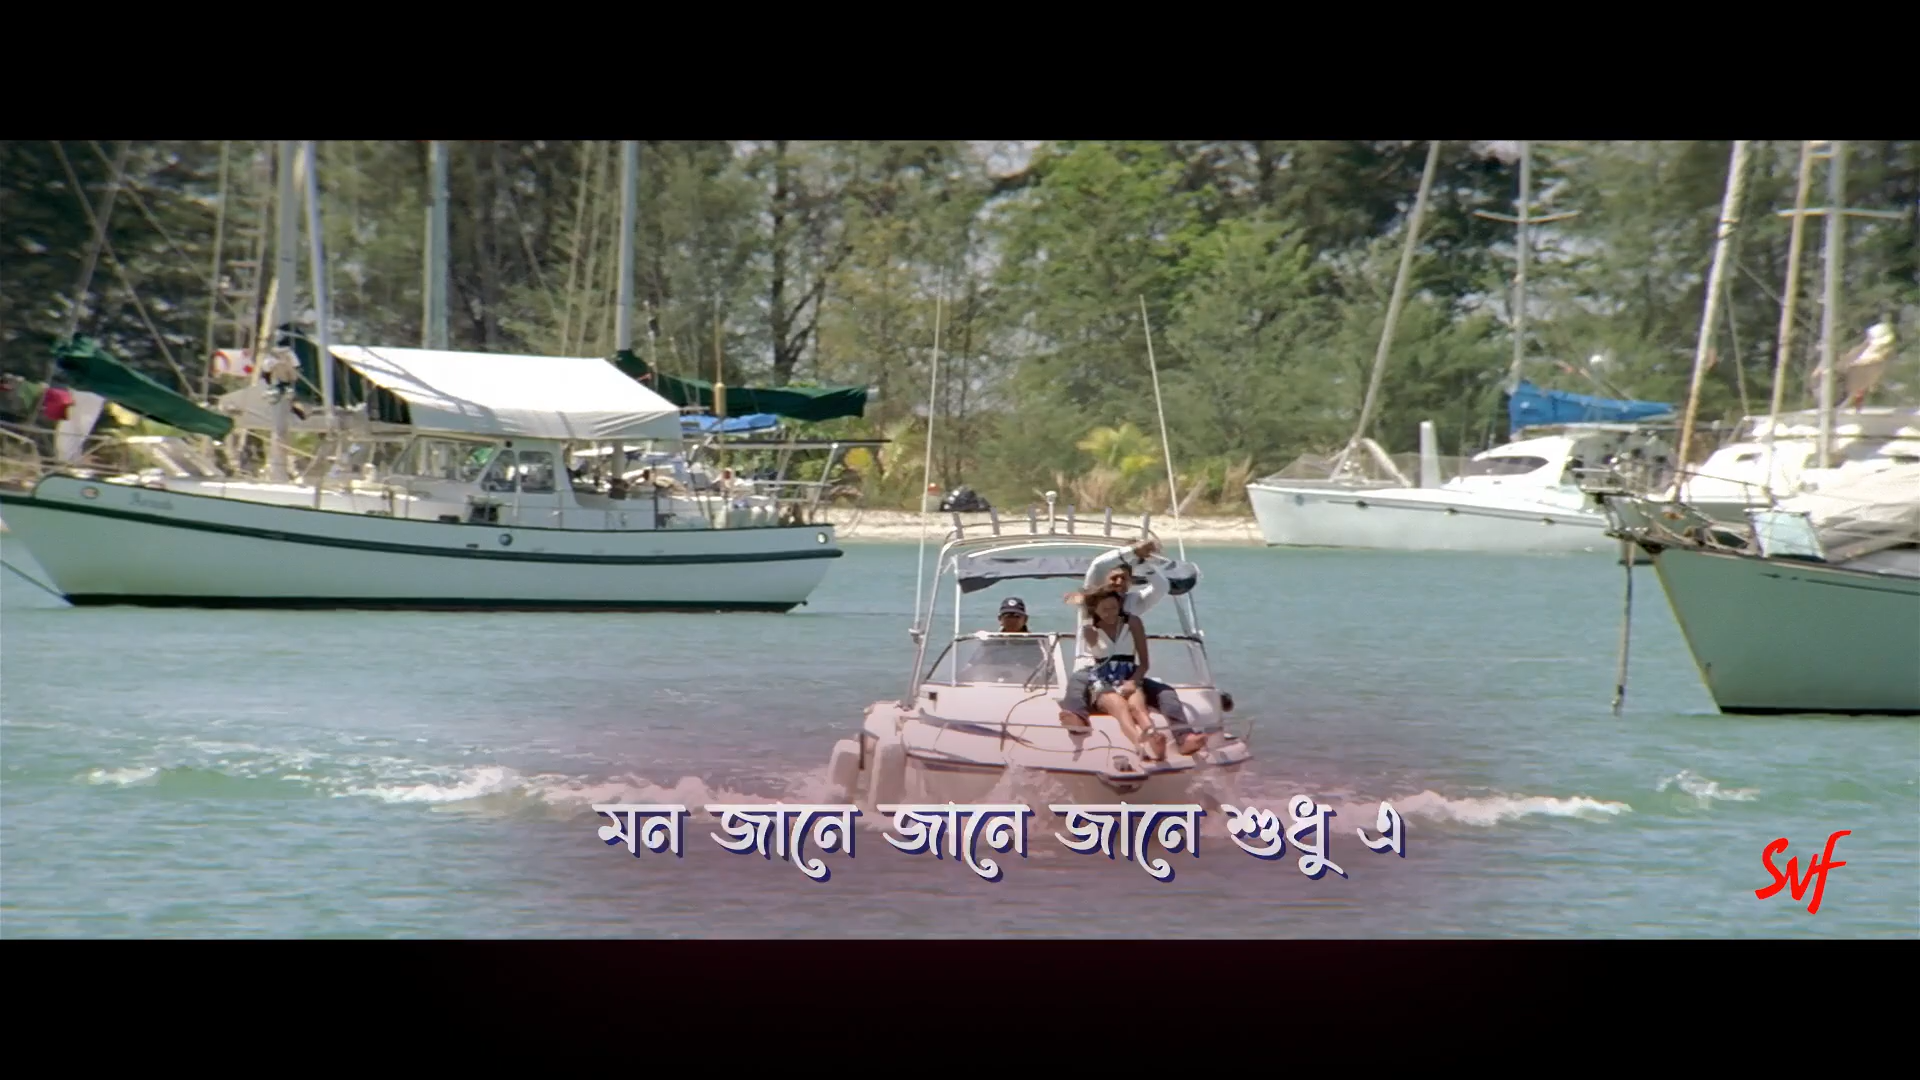 মন জানে জানে জানে শুধু এ
svf